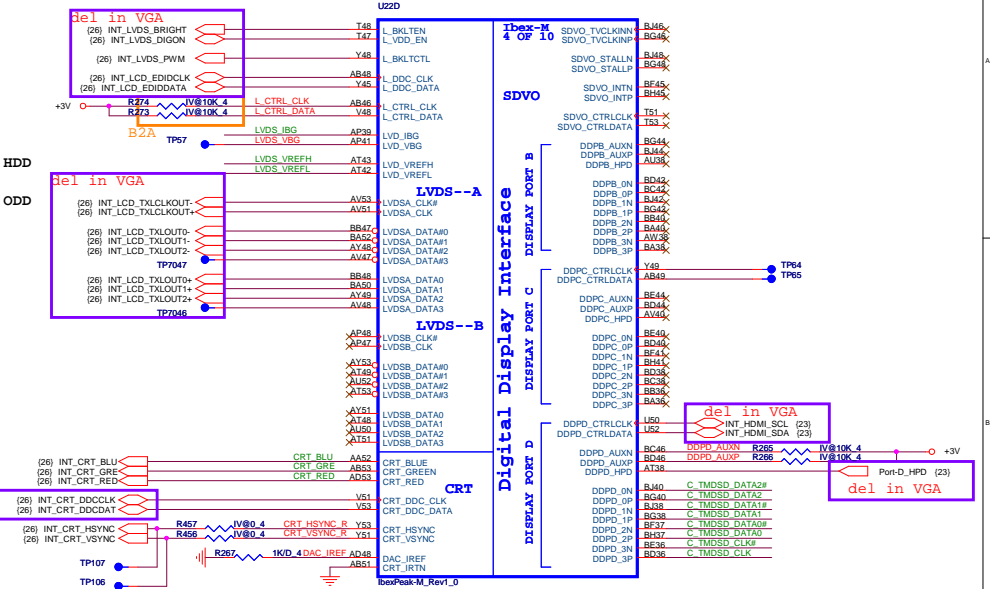 U22D
del in VGA
{26} INT_LVDS_BRIGHT
{26} INT_LVDS_DIGON
{26} INT_LVDS_PWM
{26} INT_LCD_EDIDCLK
{26} INT_LCD_EDIDDATA
T48 L_BKLTEN
T47 L_VDD_EN
Y48 L_BKLTCTL
AB48 L_DDC_CLK
Y45 L_DDC_DATA
+3V
R274 IV@10K_4 L_CTRL_CLK AB46 L_CTRL_CLK
R273 IV@10K_4 L_CTRL_DATA V48 L_CTRL_DATA
B2A
TP57
LVDS_IBG AP39 LVD_IBG
LVDS_VBG AP41 LVD_VBG
HDD
LVDS_VREFH AT43 LVD_VREFH
LVDS_VREFL AT42 LVD_VREFL
del in VGA
ODD
LVDS--A
{26} INT_LCD_TXLCLKOUT- AV53 LVDSA_CLK#
{26} INT_LCD_TXLCLKOUT+ AV51 LVDSA_CLK
{26} INT_LCD_TXLOUT0- BB47 LVDSA_DATA#0
{26} INT_LCD_TXLOUT1- BA52 LVDSA_DATA#1
{26} INT_LCD_TXLOUT2- AY48 LVDSA_DATA#2
TP7047 AV47 LVDSA_DATA#3
{26} INT_LCD_TXLOUT0+ BB48 LVDSA_DATA0
{26} INT_LCD_TXLOUT1+ BA50 LVDSA_DATA1
{26} INT_LCD_TXLOUT2+ AY49 LVDSA_DATA2
TP7046 AV48 LVDSA_DATA3
LVDS--B
AP48 LVDSB_CLK#
AP47 LVDSB_CLK
AY53 LVDSB_DATA#0
AT49 LVDSB_DATA#1
AU52 LVDSB_DATA#2
AT53 LVDSB_DATA#3
AY51 LVDSB_DATA0
AT48 LVDSB_DATA1
AU50 LVDSB_DATA2
AT51 LVDSB_DATA3
{26} INT_CRT_BLU CRT_BLU AA52 CRT_BLUE
{26} INT_CRT_GRE CRT_GRE AB53 CRT_GREEN
{26} INT_CRT_RED CRT_RED AD53 CRT_RED
CRT
{26} INT_CRT_DDCCLK V51 CRT_DDC_CLK
{26} INT_CRT_DDCDAT V53 CRT_DDC_DATA
{26} INT_CRT_HSYNC R457 IV@0_4 CRT_HSYNC_R Y53 CRT_HSYNC
{26} INT_CRT_VSYNC R456 IV@0_4 CRT_VSYNC_R Y51 CRT_VSYNC
R267 1K/D_4 DAC_IREF AD48 DAC_IREF
AB51 CRT_IRTN
TP107
TP106
IbexPeak-M_Rev1_0
Digital Display Interface
Ibex-M
4 OF 10
SDVO_TVCLKINN BJ46
SDVO_TVCLKINP BG46
SDVO_STALLN BJ48
SDVO_STALLP BG48
SDVO
SDVO_INTN BF45
SDVO_INTP BH45
SDVO_CTRLCLK T51
SDVO_CTRLDATA T53
DISPLAY PORT B
DDPB_AUXN BG44
DDPB_AUXP BJ44
DDPB_HPD AU38
DDPB_0N BD42
DDPB_0P BC42
DDPB_1N BJ42
DDPB_1P BG42
DDPB_2N BB40
DDPB_2P BA40
DDPB_3N AW38
DDPB_3P BA38
DISPLAY PORT C
DDPC_CTRLCLK Y49 TP64
DDPC_CTRLDATA AB49 TP65
DDPC_AUXN BE44
DDPC_AUXP BD44
DDPC_HPD AV40
DDPC_0N BE40
DDPC_0P BD40
DDPC_1N BF41
DDPC_1P BH41
DDPC_2N BD38
DDPC_2P BC38
DDPC_3N BB36
DDPC_3P BA36
DISPLAY PORT D
del in VGA
DDPD_CTRLCLK U50 INT_HDMI_SCL {23}
DDPD_CTRLDATA U52 INT_HDMI_SDA {23}
DDPD_AUXN BC46 DDPD_AUXN R265 IV@10K_4 +3V
DDPD_AUXP BD46 DDPD_AUXP R266 IV@10K_4
DDPD_HPD AT38 Port-D_HPD {23}
del in VGA
DDPD_0N BJ40 C_TMDSD_DATA2#
DDPD_0P BG40 C_TMDSD_DATA2
DDPD_1N BJ38 C_TMDSD_DATA1#
DDPD_1P BG38 C_TMDSD_DATA1
DDPD_2N BF37 C_TMDSD_DATA0#
DDPD_2P BH37 C_TMDSD_DATA0
DDPD_3N BE36 C_TMDSD_CLK#
DDPD_3P BD36 C_TMDSD_CLK
A
B